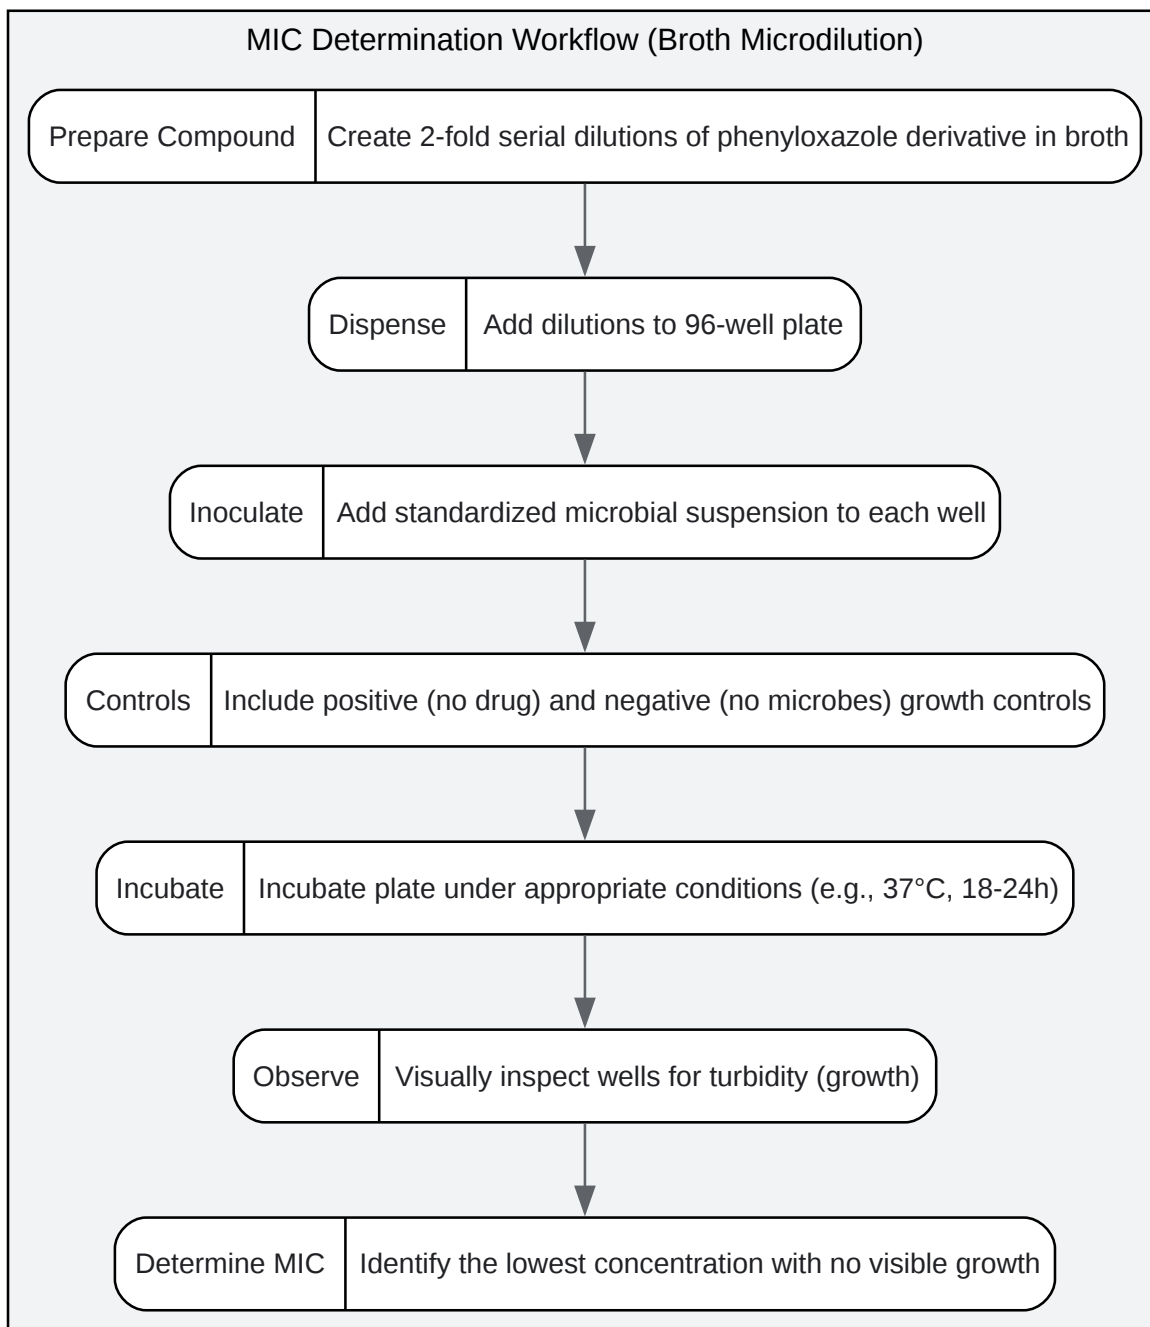 MIC Determination Workflow (Broth Microdilution)
Prepare Compound
Create 2-fold serial dilutions of phenyloxazole derivative in broth
Dispense
Add dilutions to 96-well plate
Inoculate
Add standardized microbial suspension to each well
Controls
Include positive (no drug) and negative (no microbes) growth controls
Incubate
Incubate plate under appropriate conditions (e.g., 37°C, 18-24h)
Observe
Visually inspect wells for turbidity (growth)
Determine MIC
Identify the lowest concentration with no visible growth